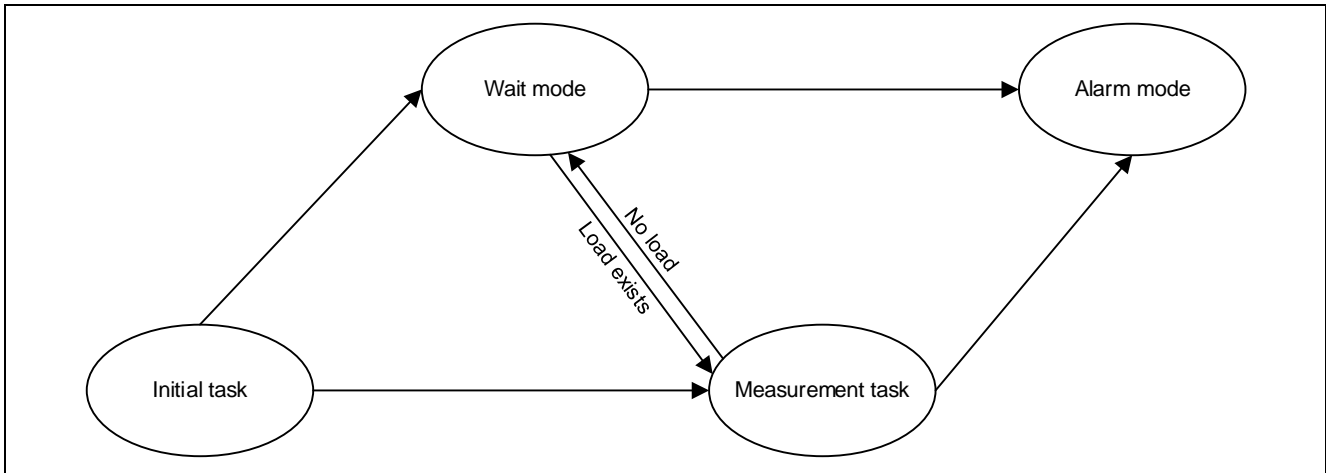 Wait mode
Alarm mode
No load
Load exists
Initial task
Measurement task